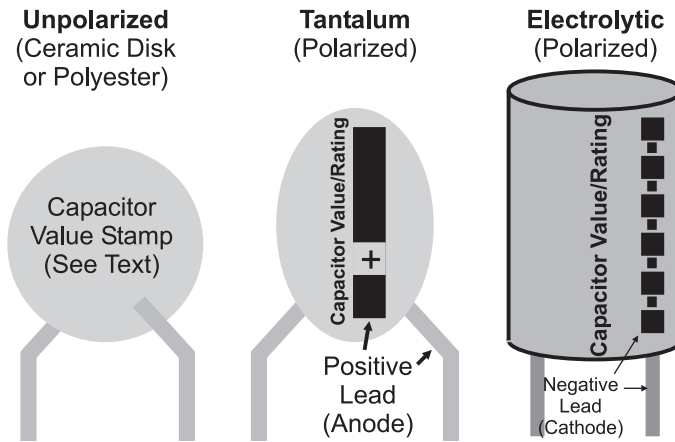 Unpolarized
(Ceramic Disk
or Polyester)
Capacitor
Value Stamp
(See Text)
Tantalum
(Polarized)
Capacitor Value/Rating
+
Positive
Lead
(Anode)
Electrolytic
(Polarized)
Capacitor Value/Rating
Negative
Lead
(Cathode)